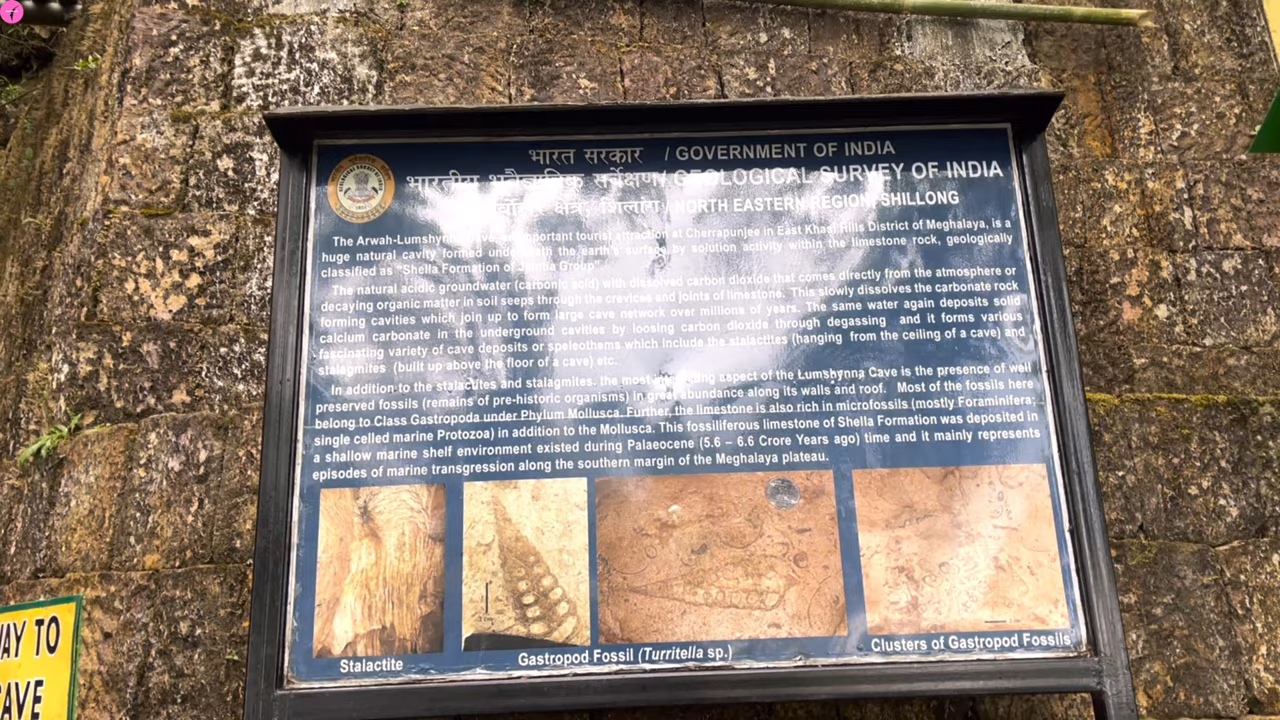 भारत सरकार / GOVERNMENT OF INDIA
भारतीय भूवैज्ञानिक सर्वेक्षण / GEOLOGICAL SURVEY OF INDIA
क्षेत्र, शिलांग / NORTH EASTERN REGION, SHILLONG
The Arwah-Lumshynna important tourist attraction at Cherrapunjee in East Khasi Hills District of Meghalaya, is a
huge natural cavity formed underneath the earth's surface by solution activity within the limestone rock, geologically
classified as "Shella Formation of Jaintia Group".
The natural acidic groundwater (carbonic acid) with dissolved carbon dioxide that comes directly from the atmosphere or
decaying organic matter in soil seeps through the crevices and joints of limestone. This slowly dissolves the carbonate rock
forming cavities which join up to form large cave network over millions of years. The same water again deposits solid
calcium carbonate in the underground cavities by loosing carbon dioxide through degassing and it forms various
fascinating variety of cave deposits or speleothems which include the stalactites (hanging from the ceiling of a cave) and
stalagmites (built up above the floor of a cave) etc.
In addition to the stalactites and stalagmites. the most aspect of the Lumshynna Cave is the presence of well
preserved fossils (remains of pre-historic organisms) in great abundance along its walls and roof. Most of the fossils here
belong to Class Gastropoda under Phylum Mollusca. Further, the limestone is also rich in microfossils (mostly Foraminifera;
single celled marine Protozoa) in addition to the Mollusca. This fossiliferous limestone of Shella Formation was deposited in
a shallow marine shelf environment existed during Palaeocene (5.6 – 6.6 Crore Years ago) time and it mainly represents
episodes of marine transgression along the southern margin of the Meghalaya plateau.
Stalactite
Gastropod Fossil (Turritella sp.)
Clusters of Gastropod Fossils
WAY TO
CAVE